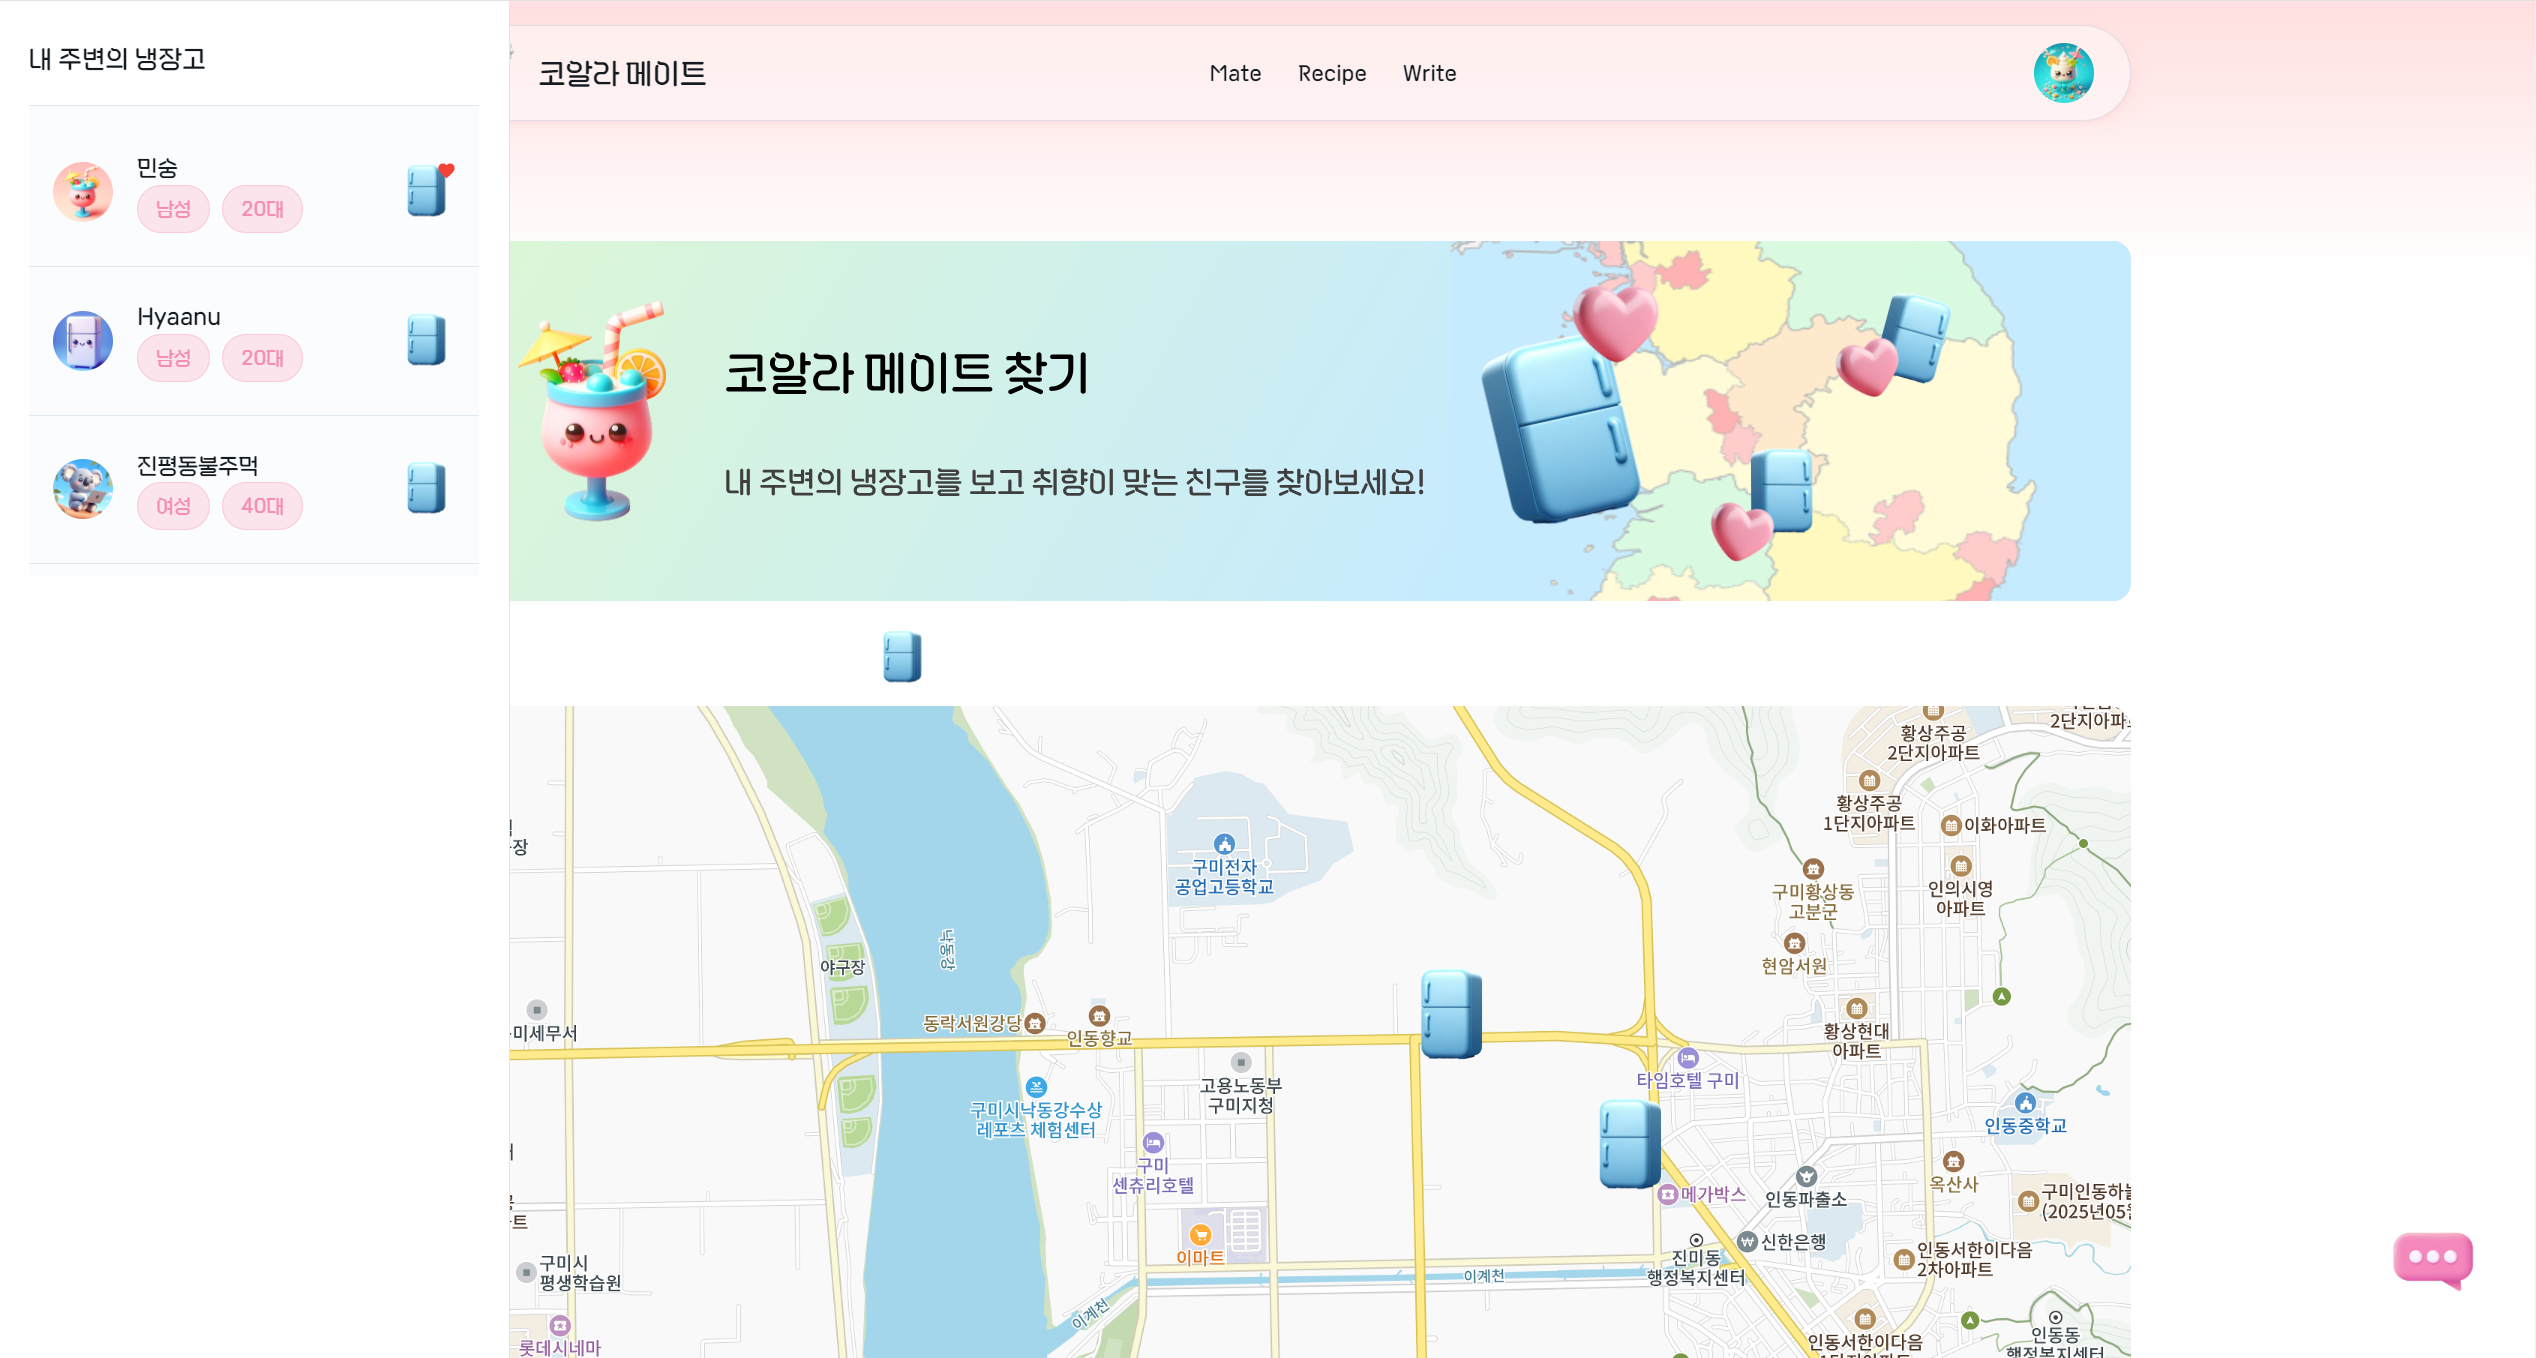 내 주변의 냉장고
민숭
남성 20대
Hyaanu
남성 20대
진평동불주먹
여성 40대
코알라 메이트
Mate Recipe Write
코알라 메이트 찾기
내 주변의 냉장고를 보고 취향이 맞는 친구를 찾아보세요!
2단지아파트
황상주공
2단지아파트
황상주공
1단지아파트
이화아파트
구미전자
공업고등학교
구미황상동
고분군
인의시영
아파트
낙동강
야구장
현암서원
미세무서
동락서원강당
인동향교
황상현대
아파트
고용노동부
구미지청
타임호텔 구미
구미시낙동강수상
레포츠 체험센터
인동중학교
구미
센츄리호텔
메가박스
인동파출소
옥산사
구미인동하늘
(2025년05월
이마트
신한은행
진미동
행정복지센터
인동서한이다음
2차아파트
구미시
평생학습원
이계천
이계천
롯데시네마
인동서한이다음
1단지아파트
인동동
행정복지센터